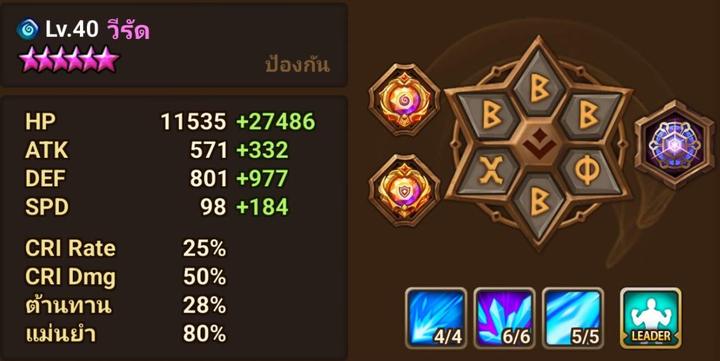 Lv.40 วีรัด
ป้องกัน
HP 11535 +27486
ATK 571 +332
DEF 801 +977
SPD 98 +184
CRI Rate 25%
CRI Dmg 50%
ต้านทาน 28%
แม่นยำ 80%
4/4 6/6 5/5 LEADER